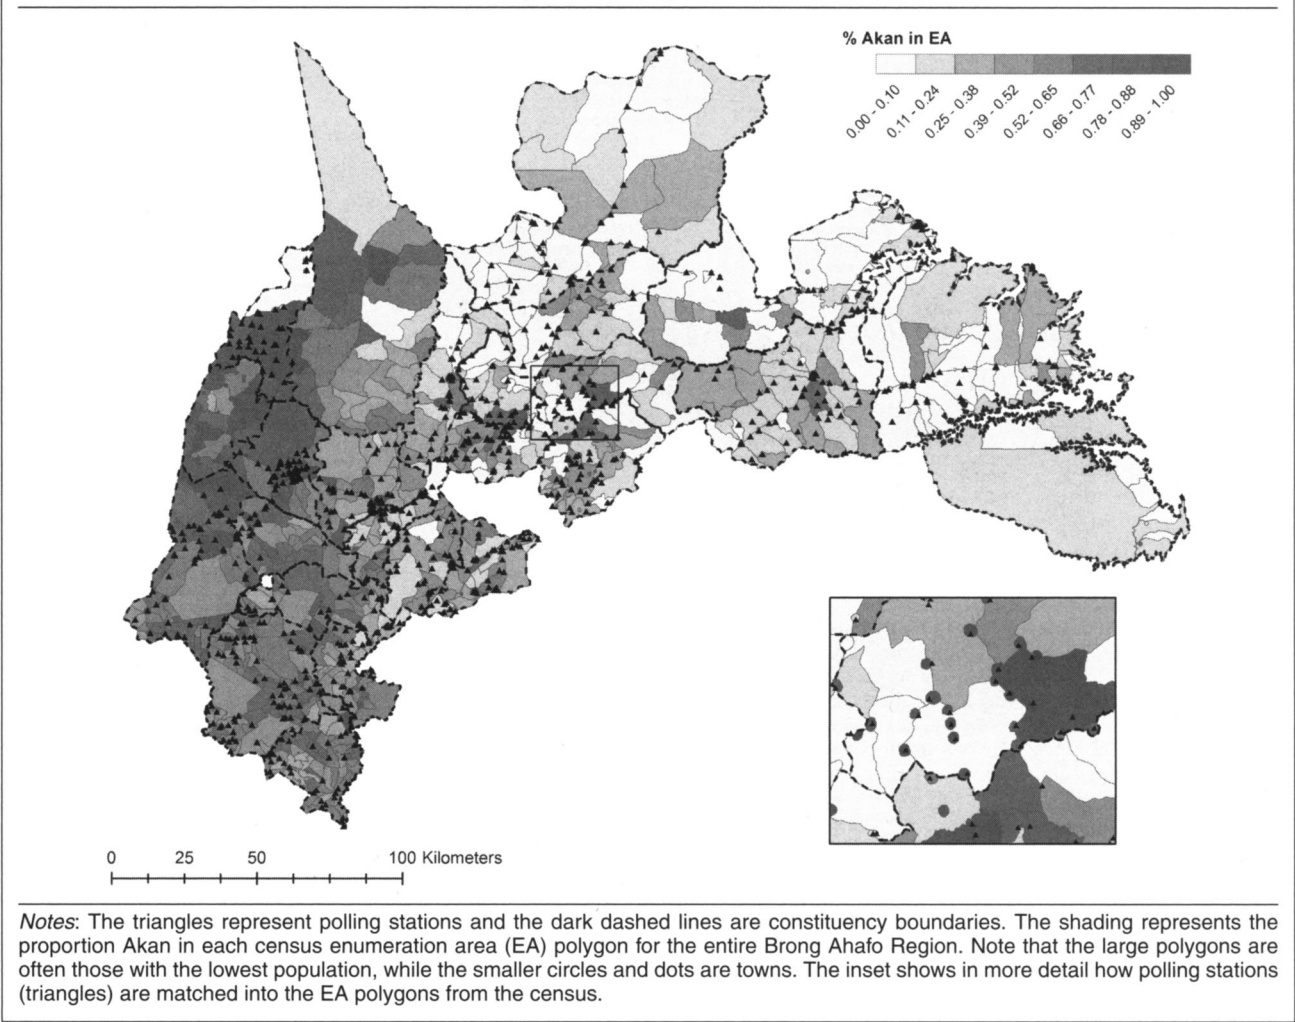 % Akan in EA
0.00 - 0.10
0.11 - 0.24
0.25 - 0.38
0.39 - 0.52
0.52 - 0.65
0.66 - 0.77
0.78 - 0.88
0.89 - 1.00
0 25 50 100 Kilometers
Notes: The triangles represent polling stations and the dark dashed lines are constituency boundaries. The shading represents the
proportion Akan in each census enumeration area (EA) polygon for the entire Brong Ahafo Region. Note that the large polygons are
often those with the lowest population, while the smaller circles and dots are towns. The inset shows in more detail how polling stations
(triangles) are matched into the EA polygons from the census.